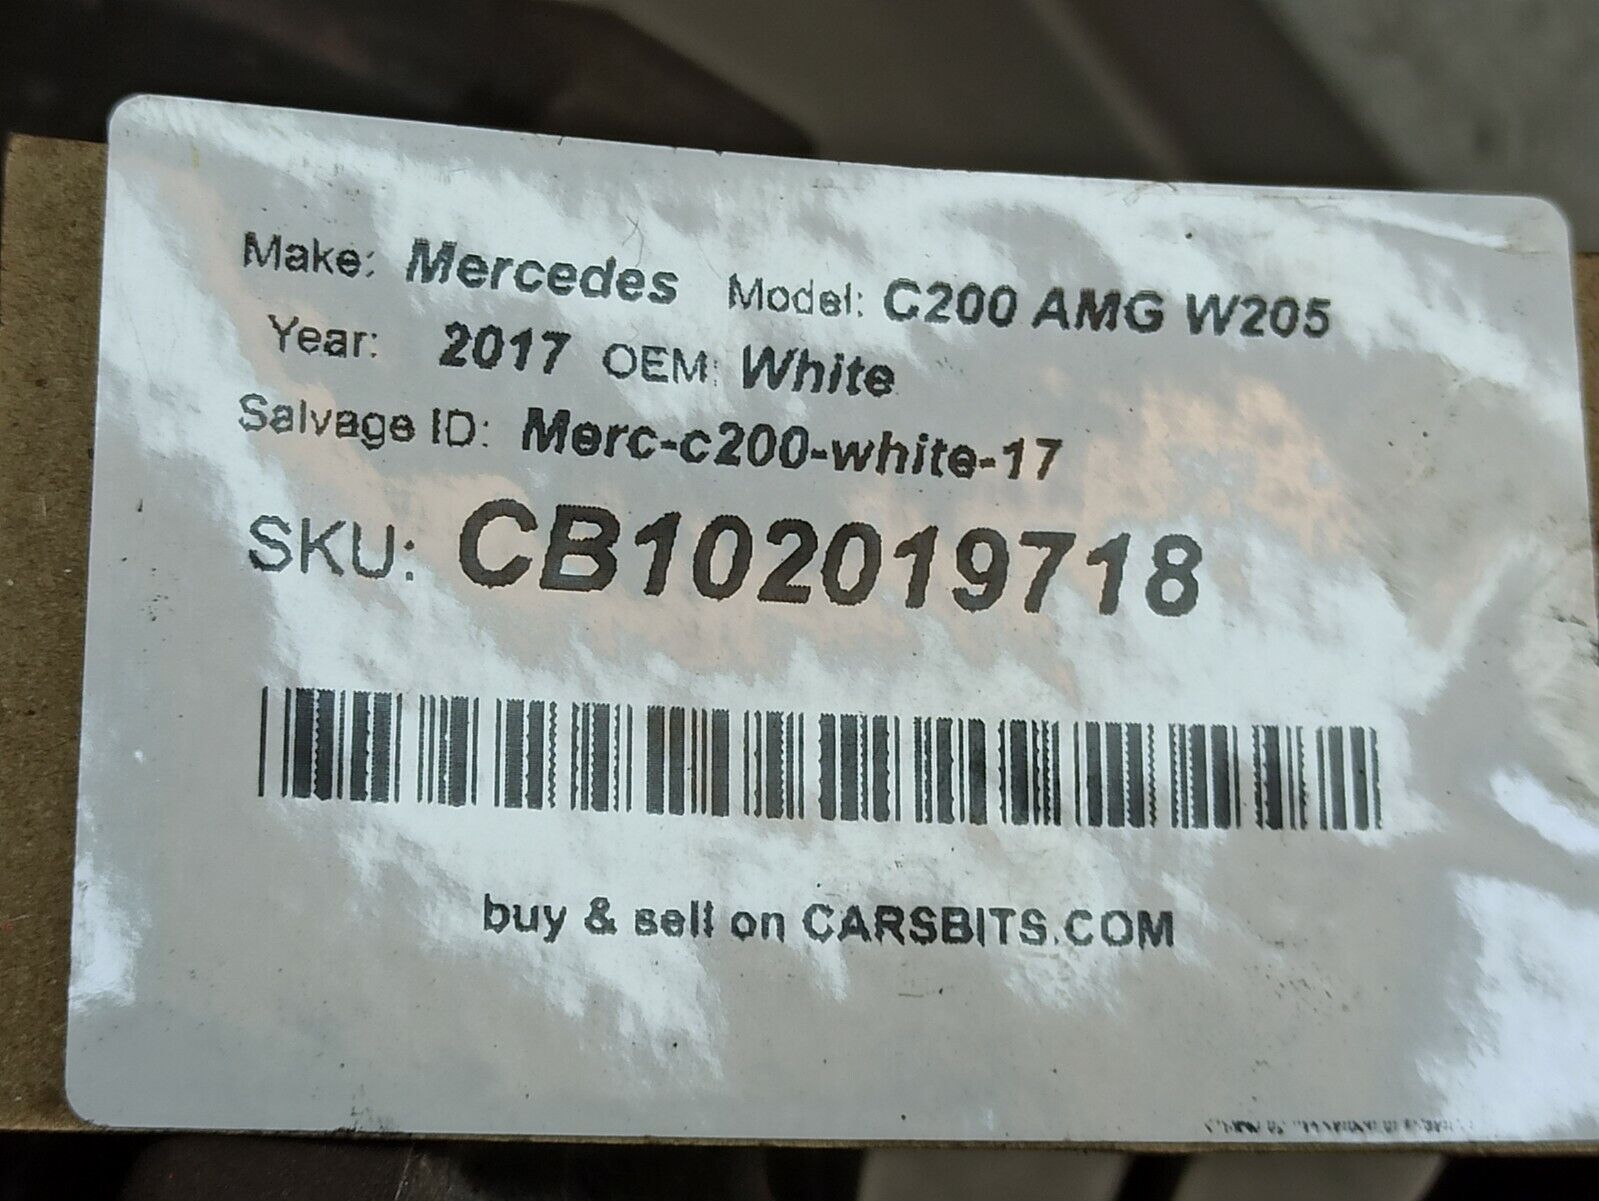 Make: Mercedes Model: C200 AMG W205
Year: 2017 OEM: White
Salvage ID: Merc-c200-white-17
SKU: CB102019718
buy & sell on CARSBITS.COM